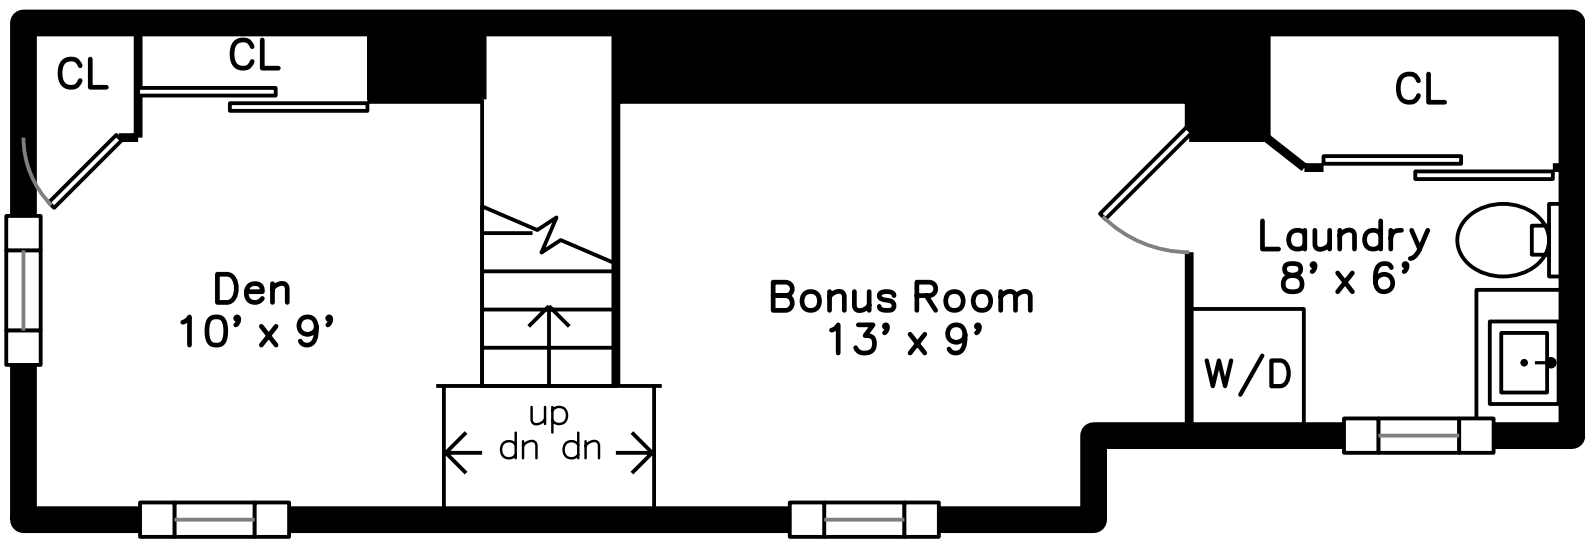 CL
CL
CL
Den
10' x 9'
up
dn dn
Bonus Room
13' x 9'
Laundry
8' x 6'
W/D